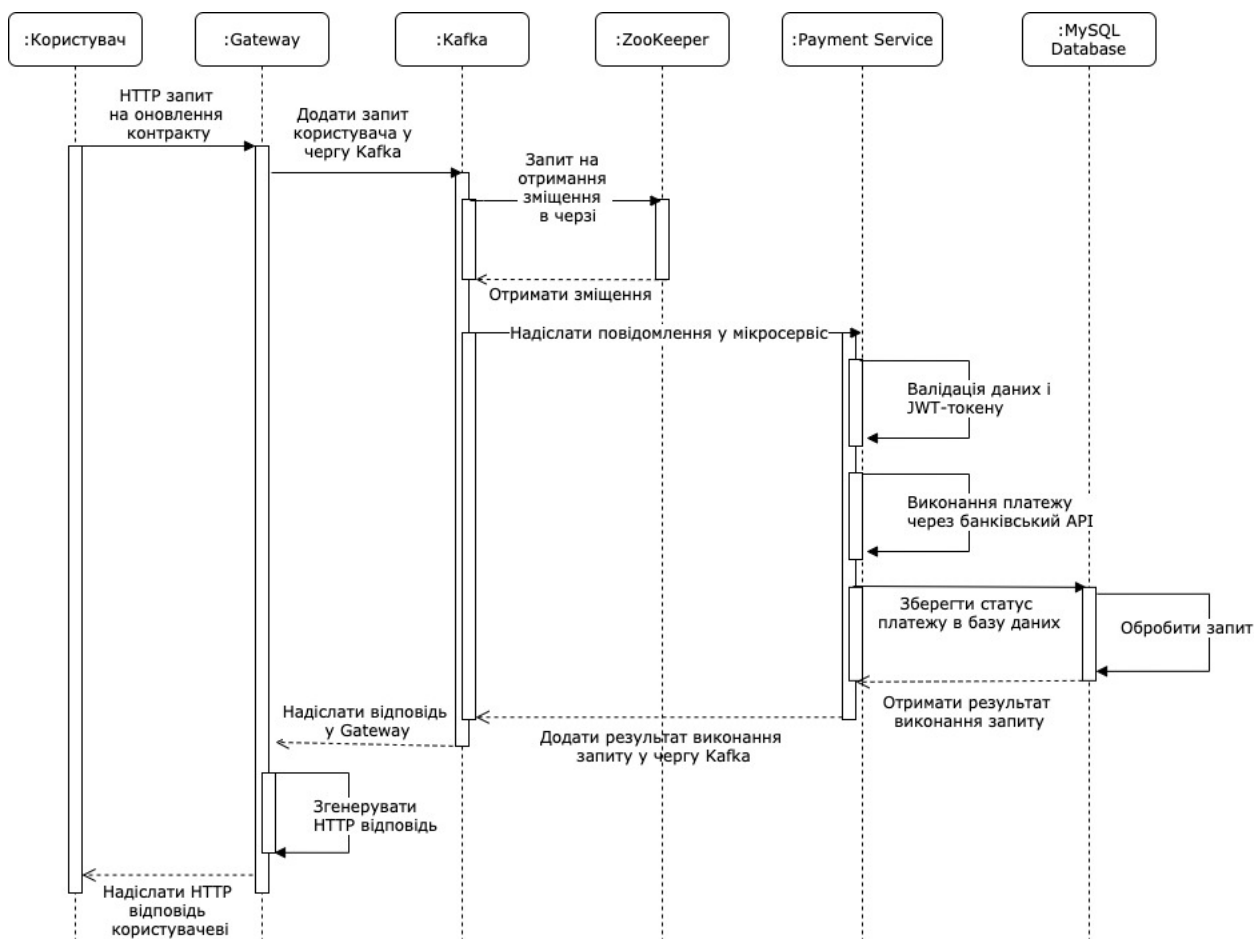 :Користувач
:Gateway
:Kafka
:ZooKeeper
:Payment Service
:MySQL
Database
HTTP запит
на оновлення
контракту
Додати запит
користувача у
чергу Kafka
Запит на
отримання
зміщення
в черзі
Отримати зміщення
Надіслати повідомлення у мікросервіс
Валідація даних і
JWT-токену
Виконання платежу
через банківський API
Зберегти статус
платежу в базу даних
Обробити запит
Отримати результат
виконання запиту
Додати результат виконання
запиту у чергу Kafka
Надіслати відповідь
у Gateway
Згенерувати
HTTP відповідь
Надіслати HTTP
відповідь
користувачеві